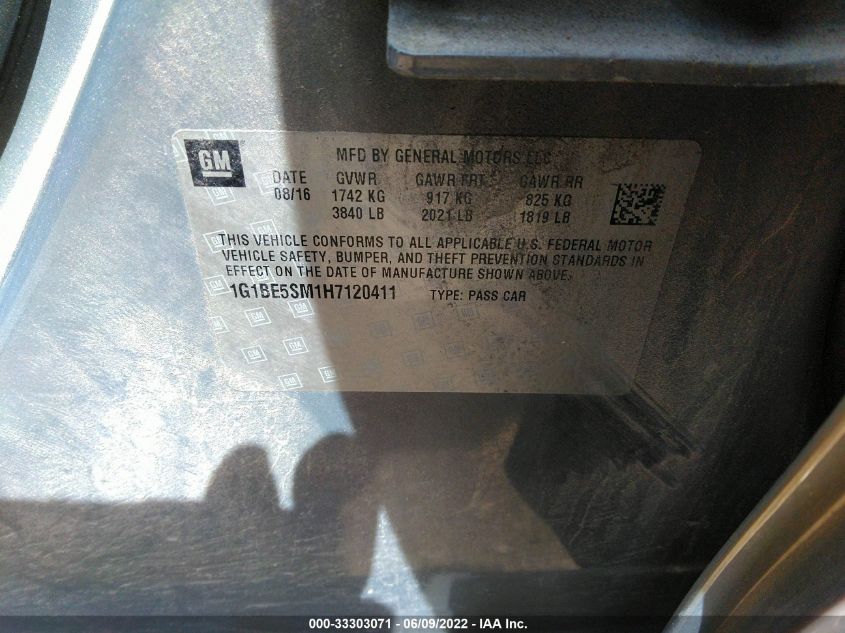 GM
MFD BY GENERAL MOTORS LLC
DATE GVWR GAWR FRT GAWR RR
08/16 1742 KG 917 KG 825 KG
3840 LB 2021 LB 1819 LB
THIS VEHICLE CONFORMS TO ALL APPLICABLE U.S. FEDERAL MOTOR
VEHICLE SAFETY, BUMPER, AND THEFT PREVENTION STANDARDS IN
EFFECT ON THE DATE OF MANUFACTURE SHOWN ABOVE.
1G1BE5SM1H7120411 TYPE: PASS CAR
000-33303071 - 06/09/2022 - IAA Inc.